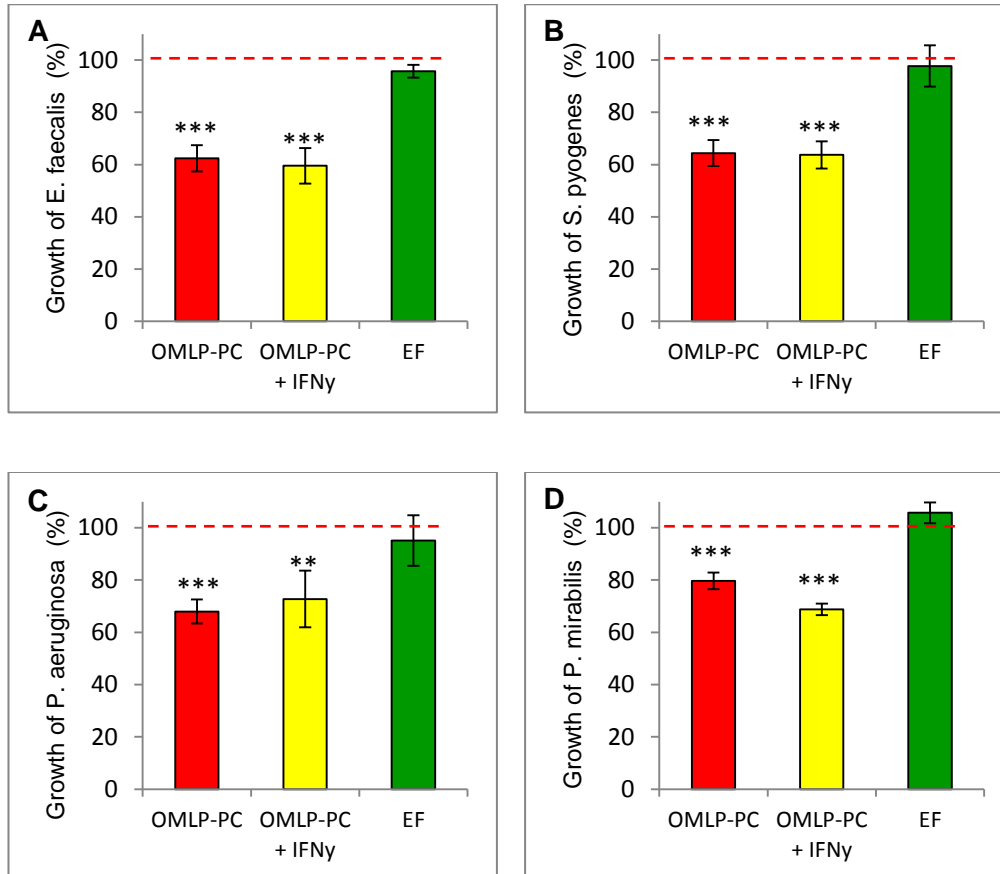 A
Growth of E. faecalis (%)
100
80
60
40
20
0
***
***
OMLP-PC
OMLP-PC
+ IFNy
EF
B
Growth of S. pyogenes (%)
100
80
60
40
20
0
***
***
OMLP-PC
OMLP-PC
+ IFNy
EF
C
Growth of P. aeruginosa (%)
100
80
60
40
20
0
***
**
OMLP-PC
OMLP-PC
+ IFNy
EF
D
Growth of P. mirabilis (%)
100
80
60
40
20
0
***
***
OMLP-PC
OMLP-PC
+ IFNy
EF